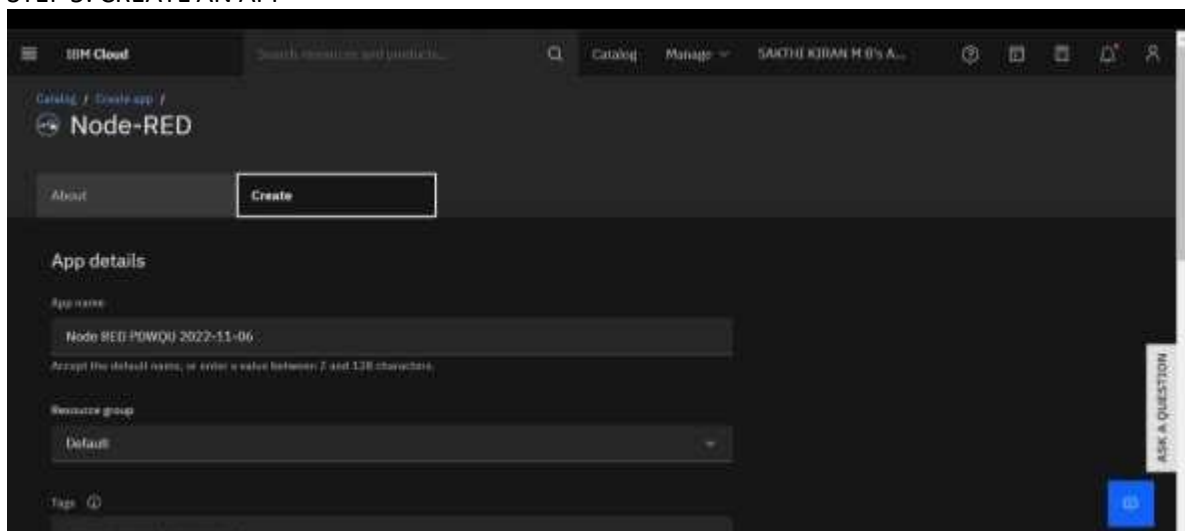 STEP 3: CREATE AN APP
IBM Cloud
Search resources and products...
Catalog
Manage
SAKTHI KIRAN M B's A...
Catalog / Create app /
Node-RED
About
Create
App details
App name
Node RED 2022-11-06
Accept the default name, or enter a value between 2 and 128 characters.
Resource group
Default
Tags
ASK A QUESTION